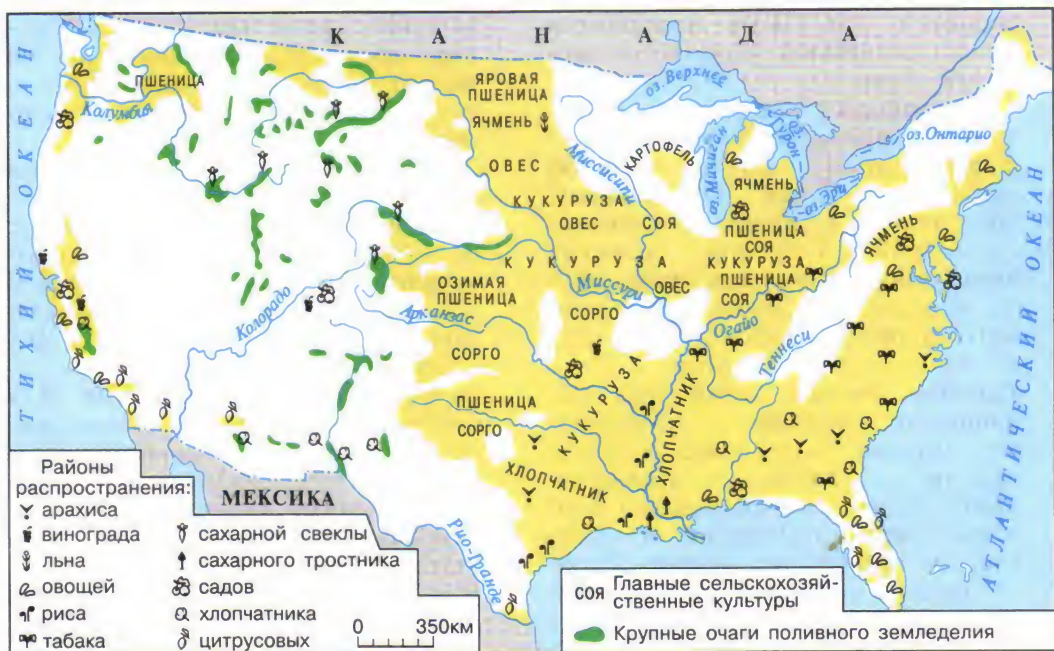 К А Н А Д А
ТИХИЙ ОКЕАН
АТЛАНТИЧЕСКИЙ ОКЕАН
МЕКСИКА
ПШЕНИЦА
Колумбия
ЯРОВАЯ
ПШЕНИЦА
ЯЧМЕНЬ
ОВЕС
Миссисипи
КАРТОФЕЛЬ
оз. Верхнее
оз. Мичиган
оз. Гурон
оз. Онтарио
оз. Эри
ЯЧМЕНЬ
ЯЧМЕНЬ
КУКУРУЗА
ОВЕС
СОЯ
ПШЕНИЦА
СОЯ
КУКУРУЗА
КУКУРУЗА
ПШЕНИЦА
СОЯ
ОЗИМАЯ
ПШЕНИЦА
Миссури
ОВЕС
Колорадо
Арканзас
СОРГО
Огайо
Теннеси
СОРГО
КУКУРУЗА
ПШЕНИЦА
СОРГО
ХЛОПЧАТНИК
ХЛОПЧАТНИК
Рио-Гранде
Районы
распространения:
арахиса
винограда
льна
овощей
риса
табака
сахарной свеклы
сахарного тростника
садов
хлопчатника
цитрусовых
0 350км
СОЯ Главные сельскохозяй-
ственные культуры
Крупные очаги поливного земледелия